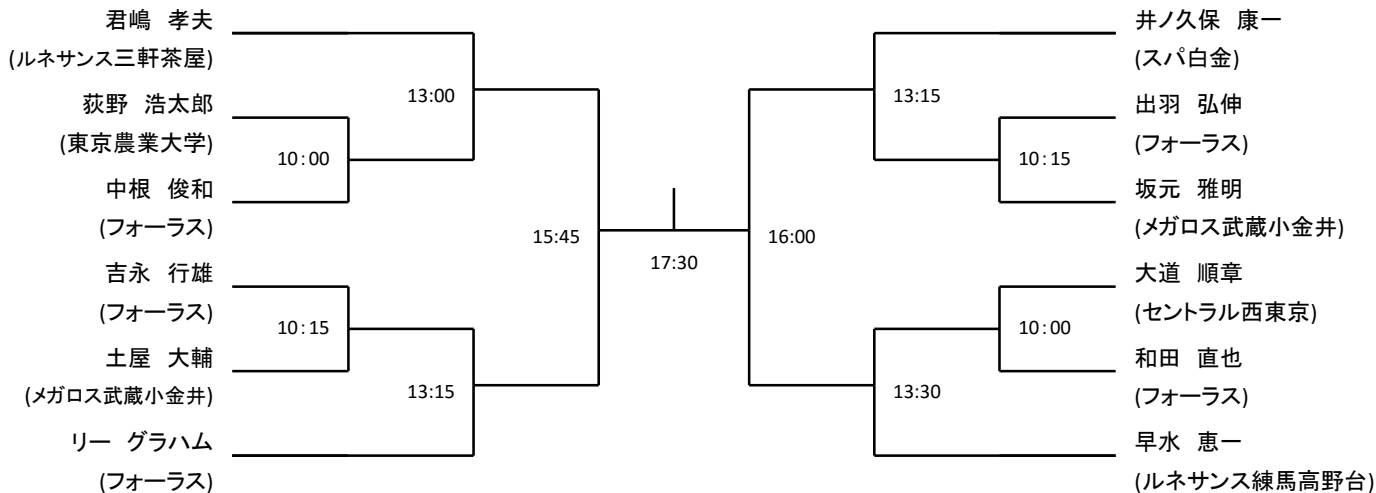 君嶋　孝夫
(ルネサンス三軒茶屋)
13:00
荻野　浩太郎
(東京農業大学)
10:00
中根　俊和
(フォーラス)
15:45
吉永　行雄
(フォーラス)
10:15
土屋　大輔
(メガロス武蔵小金井)
13:15
リー　グラハム
(フォーラス)
17:30
井ノ久保　康一
(スパ白金)
13:15
出羽　弘伸
(フォーラス)
10:15
坂元　雅明
(メガロス武蔵小金井)
16:00
大道　順章
(セントラル西東京)
10:00
和田　直也
(フォーラス)
13:30
早水　恵一
(ルネサンス練馬高野台)